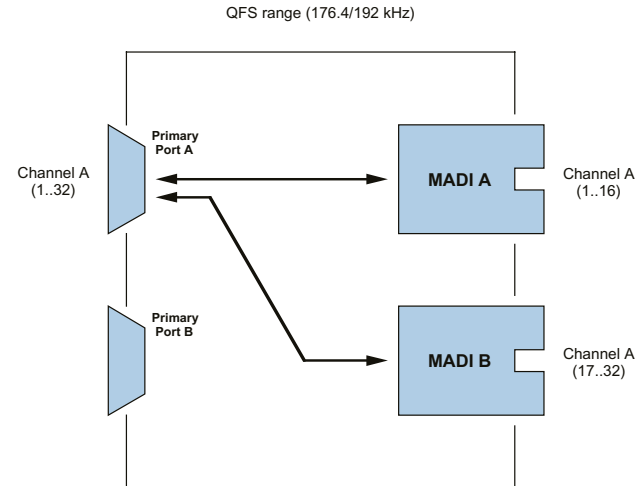 QFS range (176.4/192 kHz)
Primary
Port A
Channel A
(1..32)
MADI A
Channel A
(1..16)
Primary
Port B
MADI B
Channel A
(17..32)